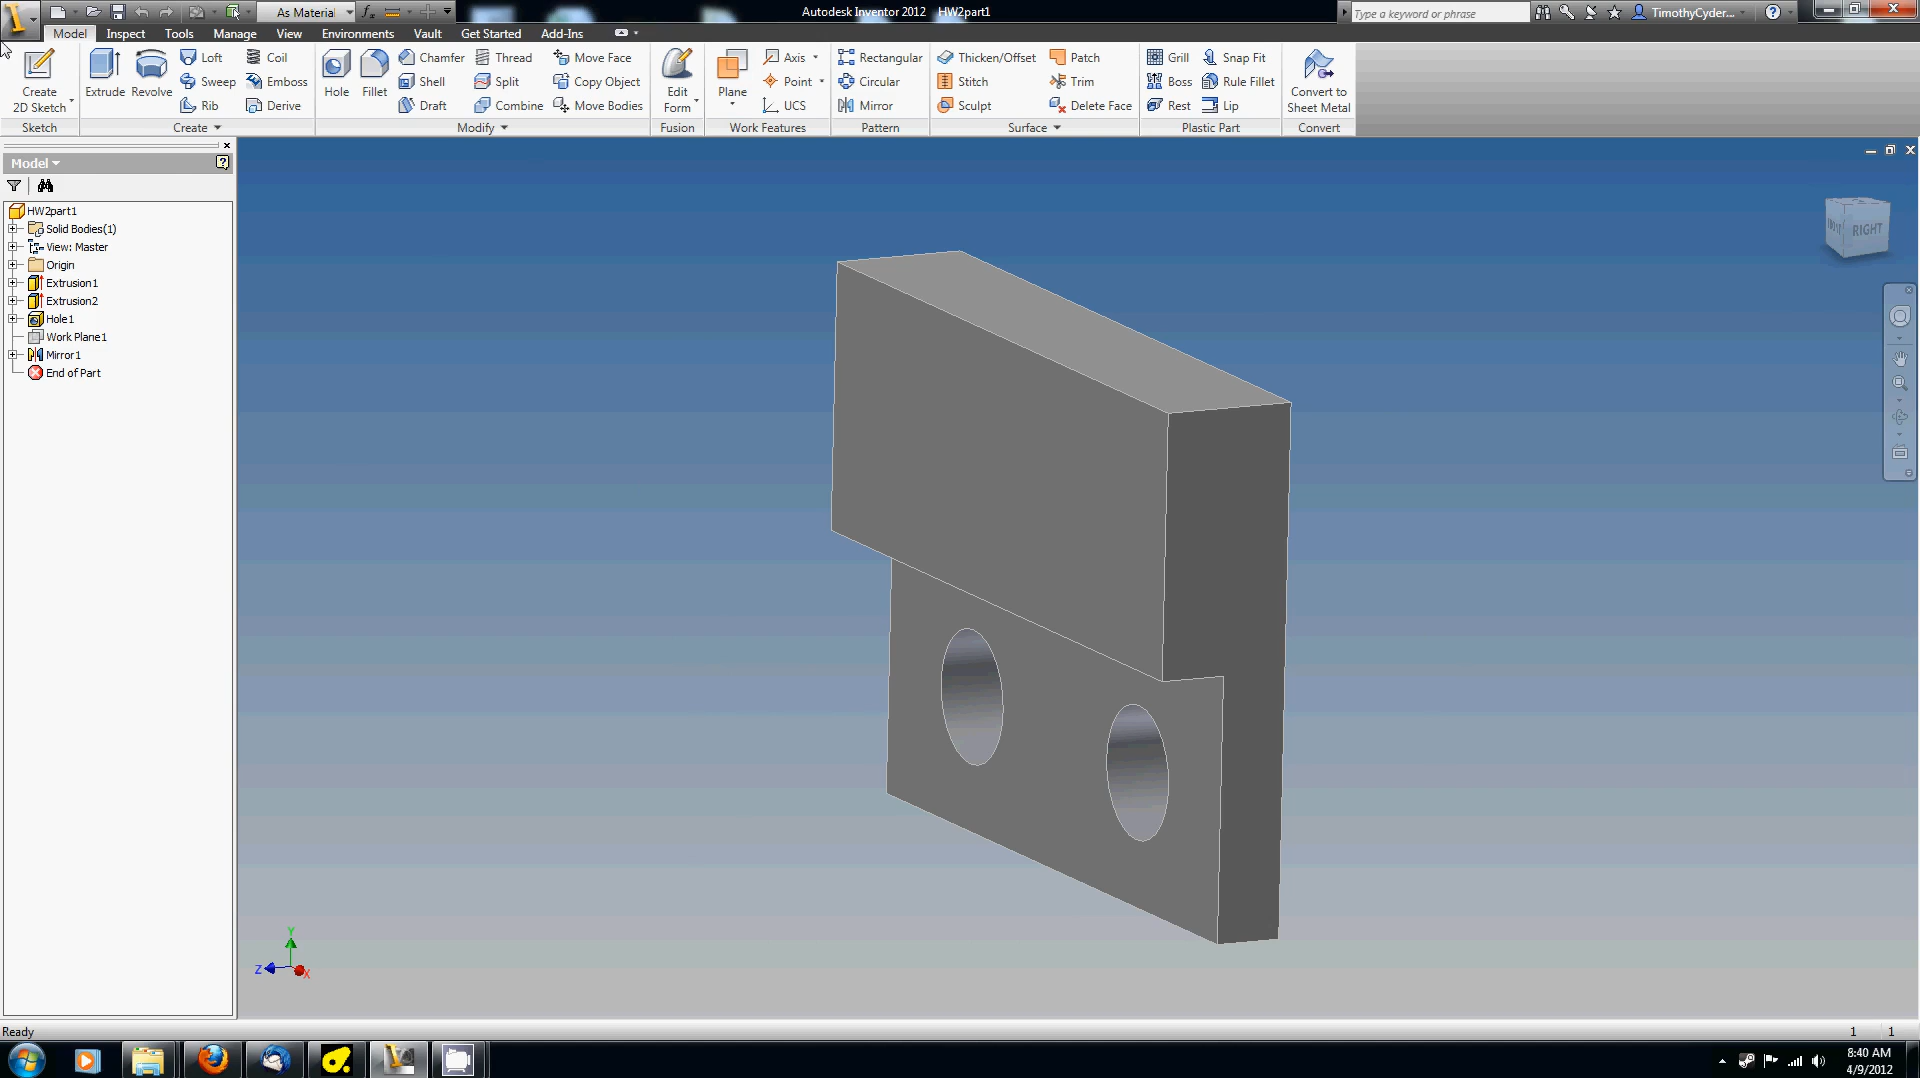 As Material
Autodesk Inventor 2012 HW2part1
Type a keyword or phrase
TimothyCyder...
Model Inspect Tools Manage View Environments Vault Get Started Add-Ins
Create
2D Sketch
Sketch
Extrude
Revolve
Loft
Sweep
Rib
Coil
Emboss
Derive
Create
Hole
Fillet
Chamfer
Shell
Draft
Thread
Split
Combine
Move Face
Copy Object
Move Bodies
Modify
Edit
Form
Fusion
Plane
Axis
Point
UCS
Work Features
Rectangular
Circular
Mirror
Pattern
Thicken/Offset
Stitch
Sculpt
Patch
Trim
Delete Face
Surface
Grill
Boss
Rest
Snap Fit
Rule Fillet
Lip
Plastic Part
Convert to
Sheet Metal
Convert
Model
HW2part1
Solid Bodies(1)
View: Master
Origin
Extrusion1
Extrusion2
Hole1
Work Plane1
Mirror1
End of Part
RIGHT
Y
Z
X
Ready
1 1
8:40 AM
4/9/2012